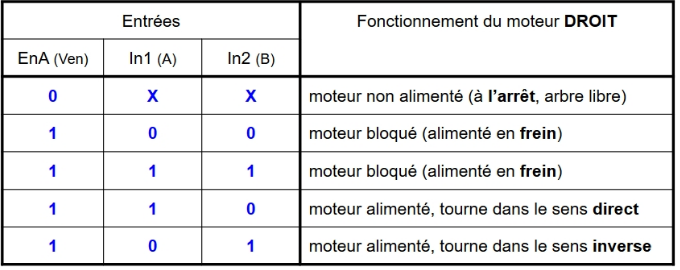 Entrées Fonctionnement du moteur DROIT
EnA (Ven) In1 (A) In2 (B)
0 X X moteur non alimenté (à l'arrêt, arbre libre)
1 0 0 moteur bloqué (alimenté en frein)
1 1 1 moteur bloqué (alimenté en frein)
1 1 0 moteur alimenté, tourne dans le sens direct
1 0 1 moteur alimenté, tourne dans le sens inverse